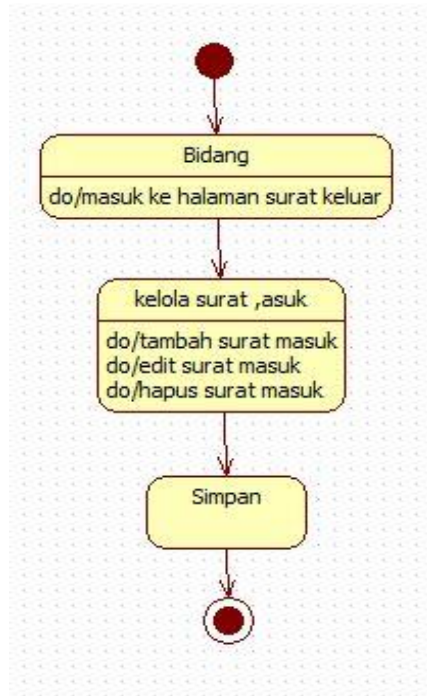 Bidang
do/masuk ke halaman surat keluar
kelola surat ,asuk
do/tambah surat masuk
do/edit surat masuk
do/hapus surat masuk
Simpan